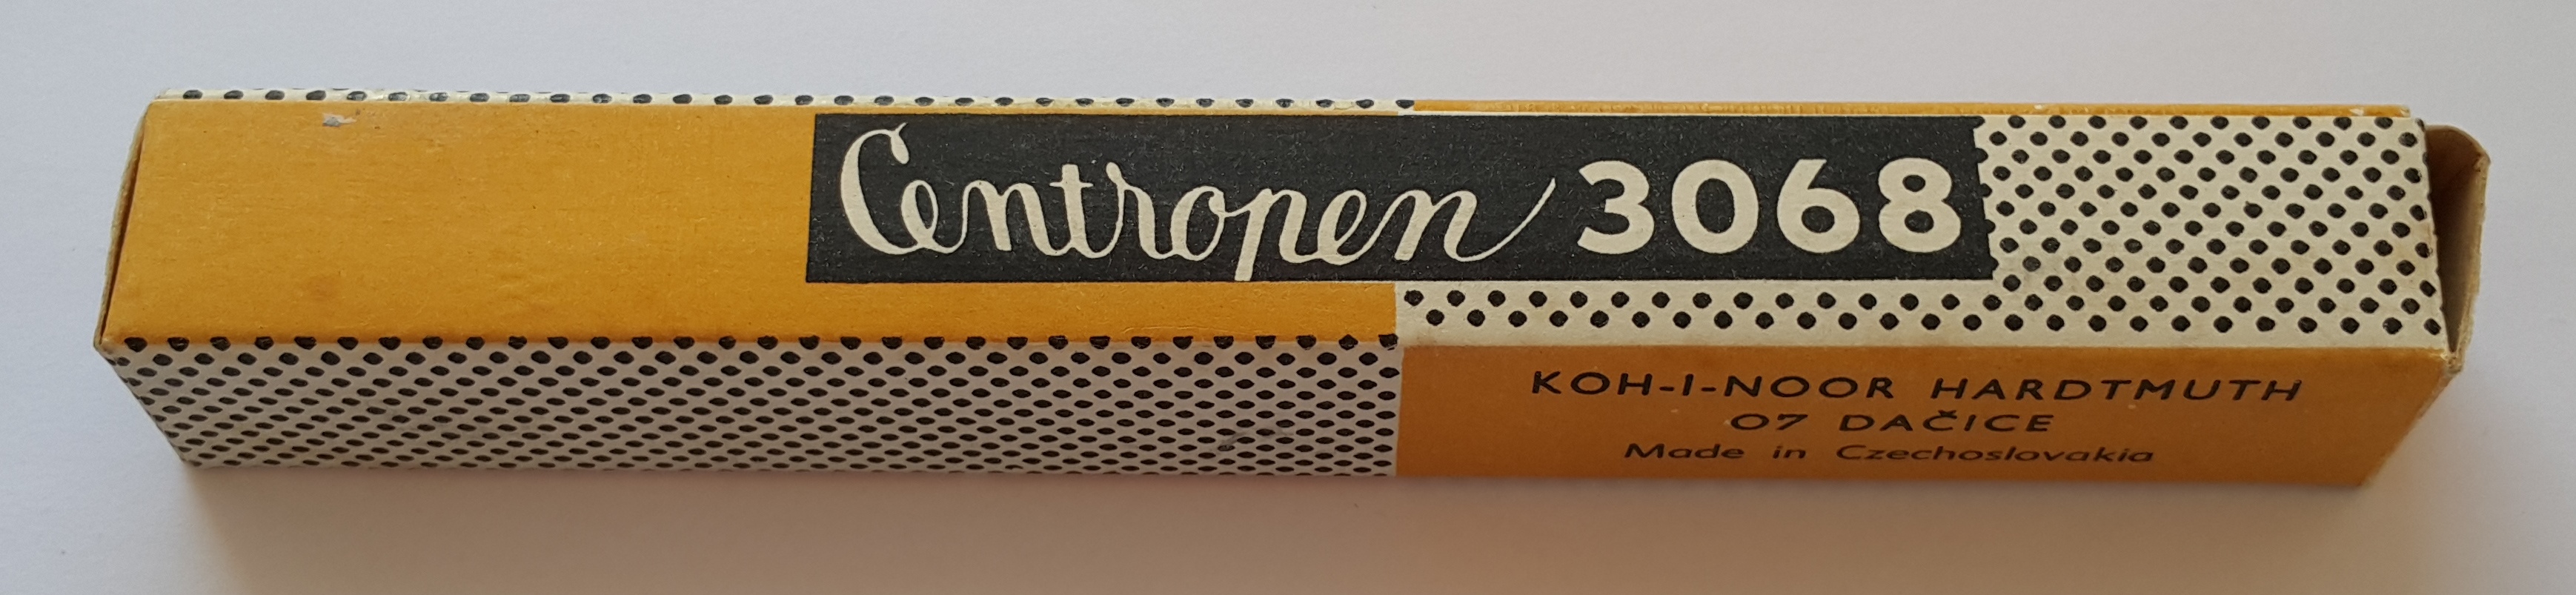 Centropen 3068
KOH-I-NOOR HARDTMUTH
07 DAČICE
Made in Czechoslovakia